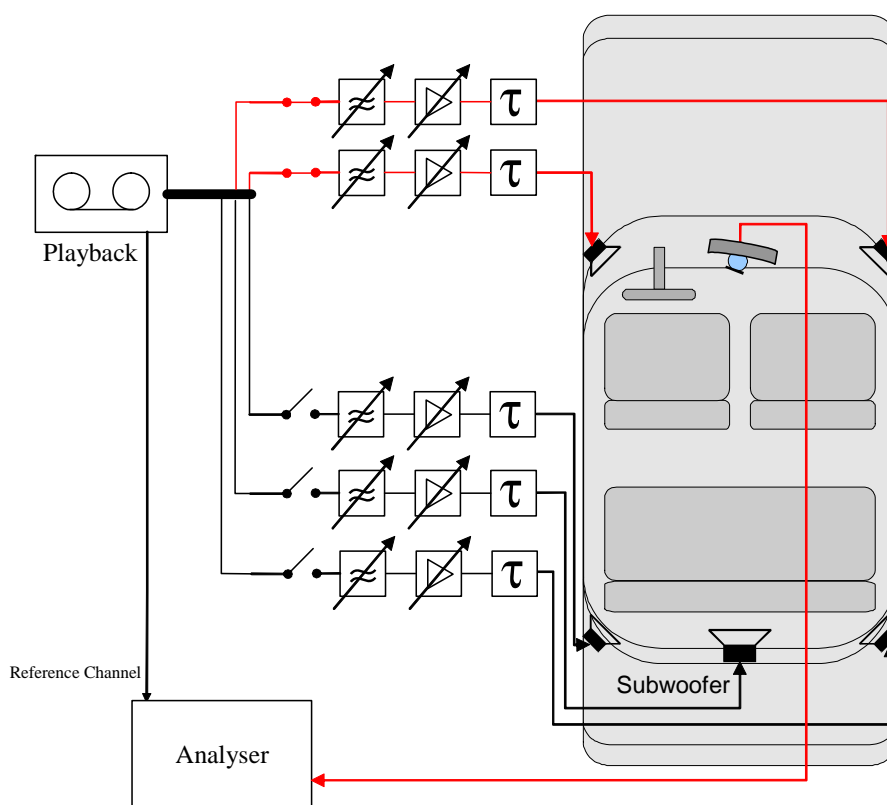 τ
τ
Playback
τ
τ
τ
Reference Channel
Subwoofer
Analyser